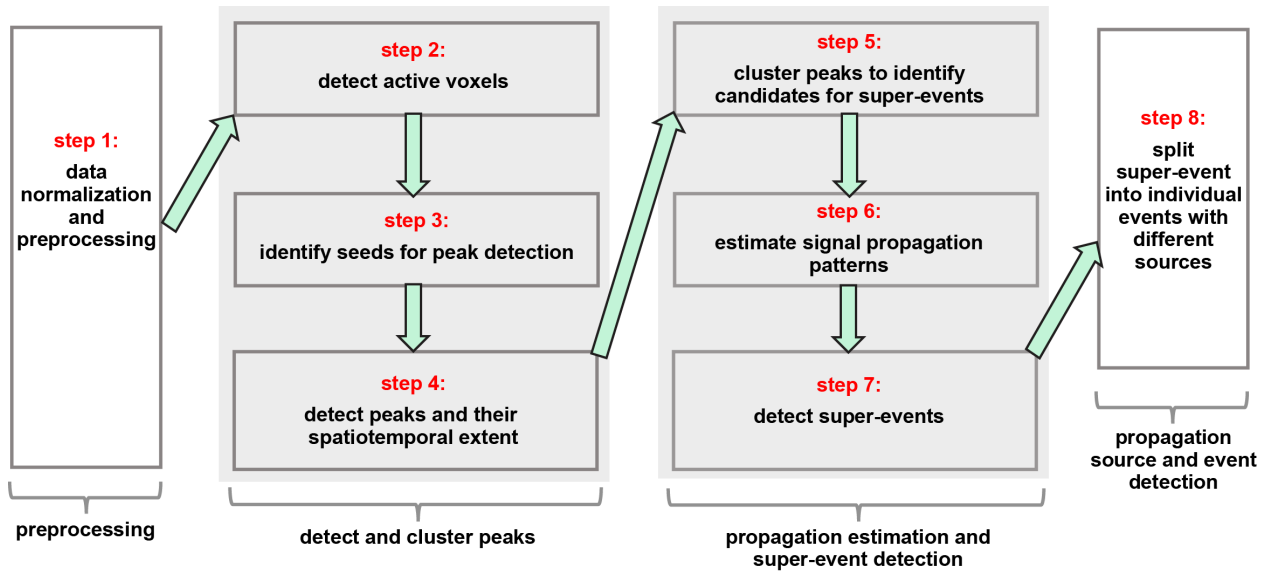 step 1:
data
normalization
and
preprocessing
preprocessing
step 2:
detect active voxels
step 3:
identify seeds for peak detection
step 4:
detect peaks and their
spatiotemporal extent
detect and cluster peaks
step 5:
cluster peaks to identify
candidates for super-events
step 6:
estimate signal propagation
patterns
step 7:
detect super-events
propagation estimation and
super-event detection
step 8:
split
super-event
into individual
events with
different
sources
propagation
source and event
detection